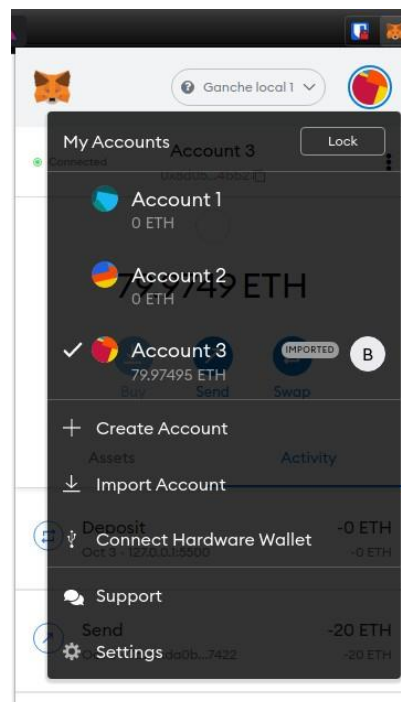 Ganche local 1
My Accounts
Lock
Connected
Account 3
Account 1
0 ETH
Account 2
0 ETH
79.9749 ETH
Account 3
IMPORTED
B
79.97495 ETH
Buy
Send
Swap
Create Account
Assets
Activity
Import Account
Deposit
-0 ETH
Connect Hardware Wallet
Oct 3 - 127.0.0.1:5500
-0 ETH
Support
Send
-20 ETH
Settings
-20 ETH